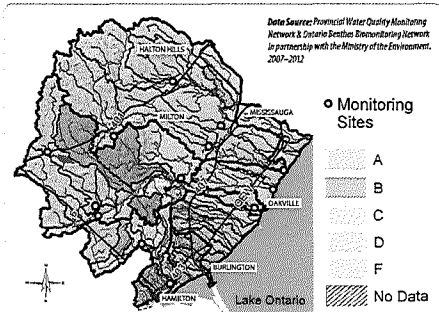 Data Source: Provincial Water Quality Monitoring
Network & Ontario Benthos Biomonitoring Network
in partnership with the Ministry of the Environment,
2007-2012
HALTON HILLS
MILTON
MISSISSAUGA
OAKVILLE
BURLINGTON
HAMILTON
Lake Ontario
Monitoring
Sites
A
B
C
D
F
No Data